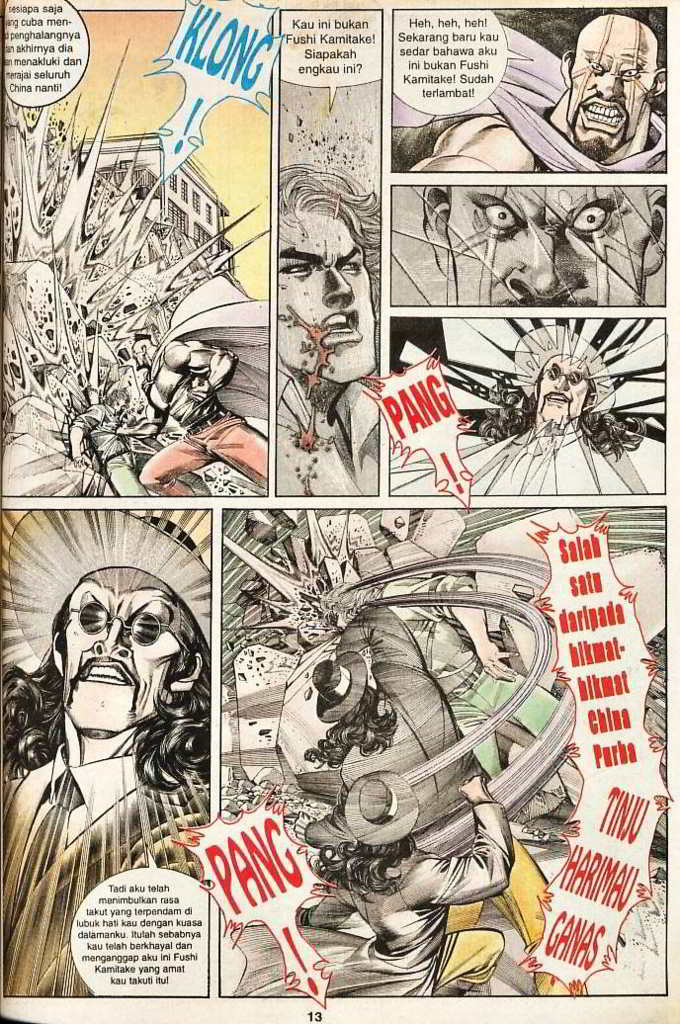 sesiapa saja
yang cuba men-
penghalangnya
akhirnya dia
menakluki dan
merajai seluruh
China nanti!
KLONG
!
Kau ini bukan
Fushi Kamitake!
Siapakah
engkau ini?
Heh, heh, heh!
Sekarang baru kau
sedar bahawa aku
ini bukan Fushi
Kamitake! Sudah
terlambat!
PANG
!
Tadi aku telah
menimbulkan rasa
takut yang terpendam di
lubuk hati kau dengan kuasa
dalamanku. Itulah sebabnya
kau telah berkhayal dan
menganggap aku ini Fushi
Kamitake yang amat
kau takuti itu!
PANG
!
Salah
satu
daripada
hikmat-
hikmat
China
Purba
TINJU
HARIMAU
GANAS
13